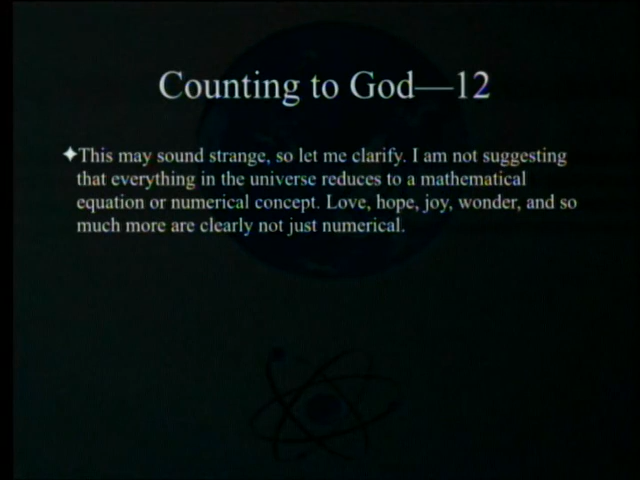 Counting to God—12
✦This may sound strange, so let me clarify. I am not suggesting
that everything in the universe reduces to a mathematical
equation or numerical concept. Love, hope, joy, wonder, and so
much more are clearly not just numerical.